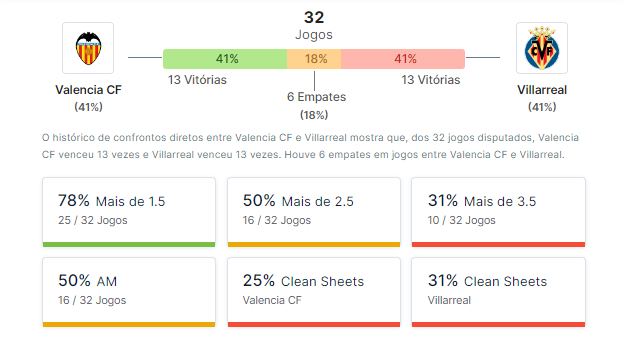 32
Jogos
41%
18%
41%
13 Vitórias
13 Vitórias
Valencia CF
(41%)
6 Empates
(18%)
Villarreal
(41%)
O histórico de confrontos diretos entre Valencia CF e Villarreal mostra que, dos 32 jogos disputados, Valencia
CF venceu 13 vezes e Villarreal venceu 13 vezes. Houve 6 empates em jogos entre Valencia CF e Villarreal.
78% Mais de 1.5
25 / 32 Jogos
50% Mais de 2.5
16 / 32 Jogos
31% Mais de 3.5
10 / 32 Jogos
50% AM
16 / 32 Jogos
25% Clean Sheets
Valencia CF
31% Clean Sheets
Villarreal